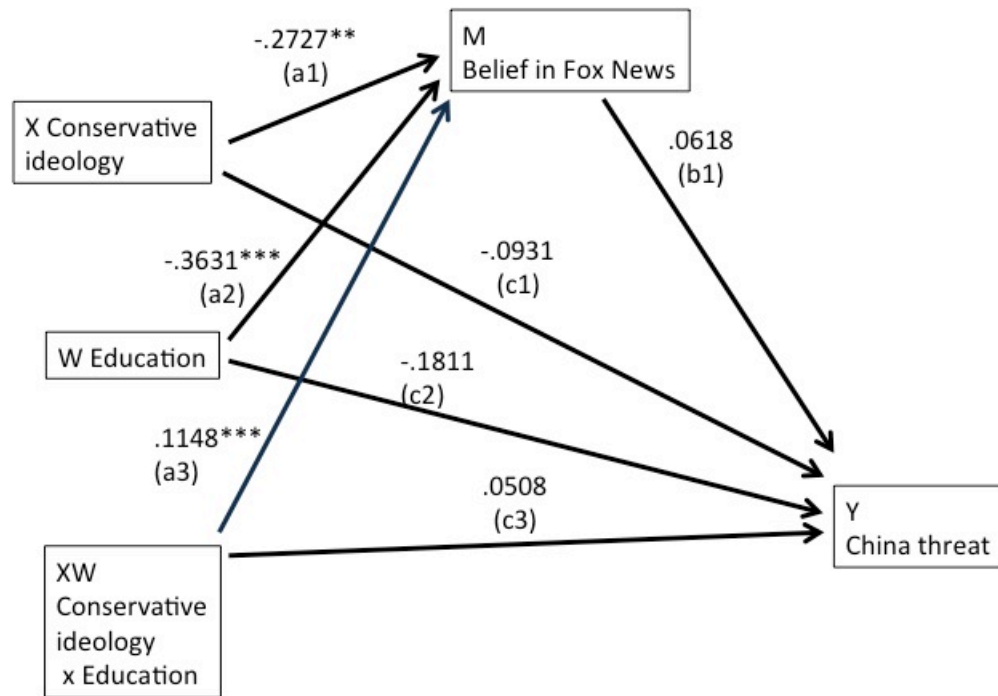 -.2727**
(a1)
M
Belief in Fox News
X Conservative
ideology
.0618
(b1)
-.3631***
(a2)
-.0931
(c1)
W Education
-.1811
(c2)
.1148***
(a3)
.0508
(c3)
Y
China threat
XW
Conservative
ideology
x Education